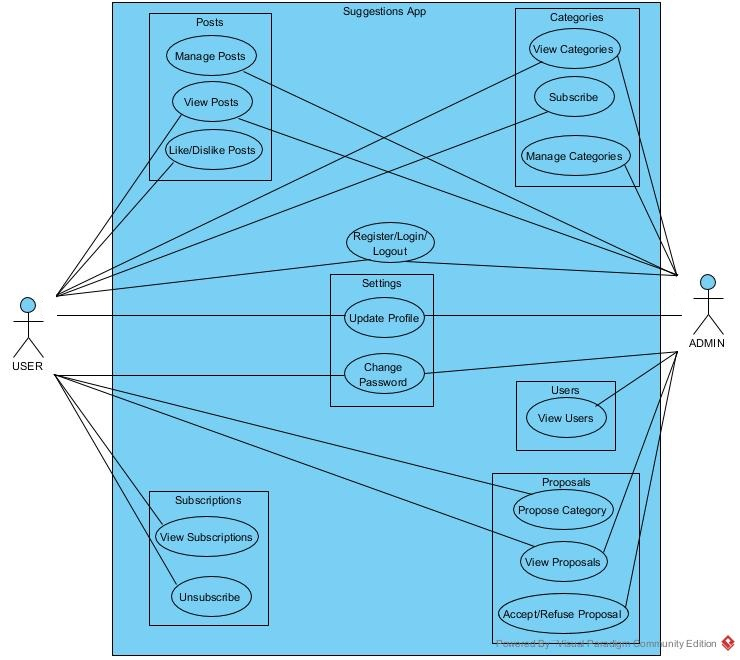 Suggestions App
Posts
Manage Posts
View Posts
Like/Dislike Posts
Categories
View Categories
Subscribe
Manage Categories
Register/Login/
Logout
Settings
Update Profile
Change
Password
USER
ADMIN
Users
View Users
Subscriptions
View Subscriptions
Unsubscribe
Proposals
Propose Category
View Proposals
Accept/Refuse Proposal
Powered By Visual Paradigm Community Edition